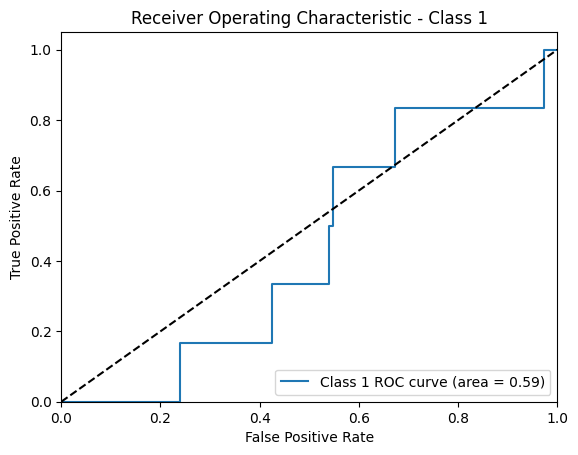 Receiver Operating Characteristic - Class 1
True Positive Rate
1.0
0.8
0.6
0.4
0.2
0.0
0.0 0.2 0.4 0.6 0.8 1.0
False Positive Rate
Class 1 ROC curve (area = 0.59)